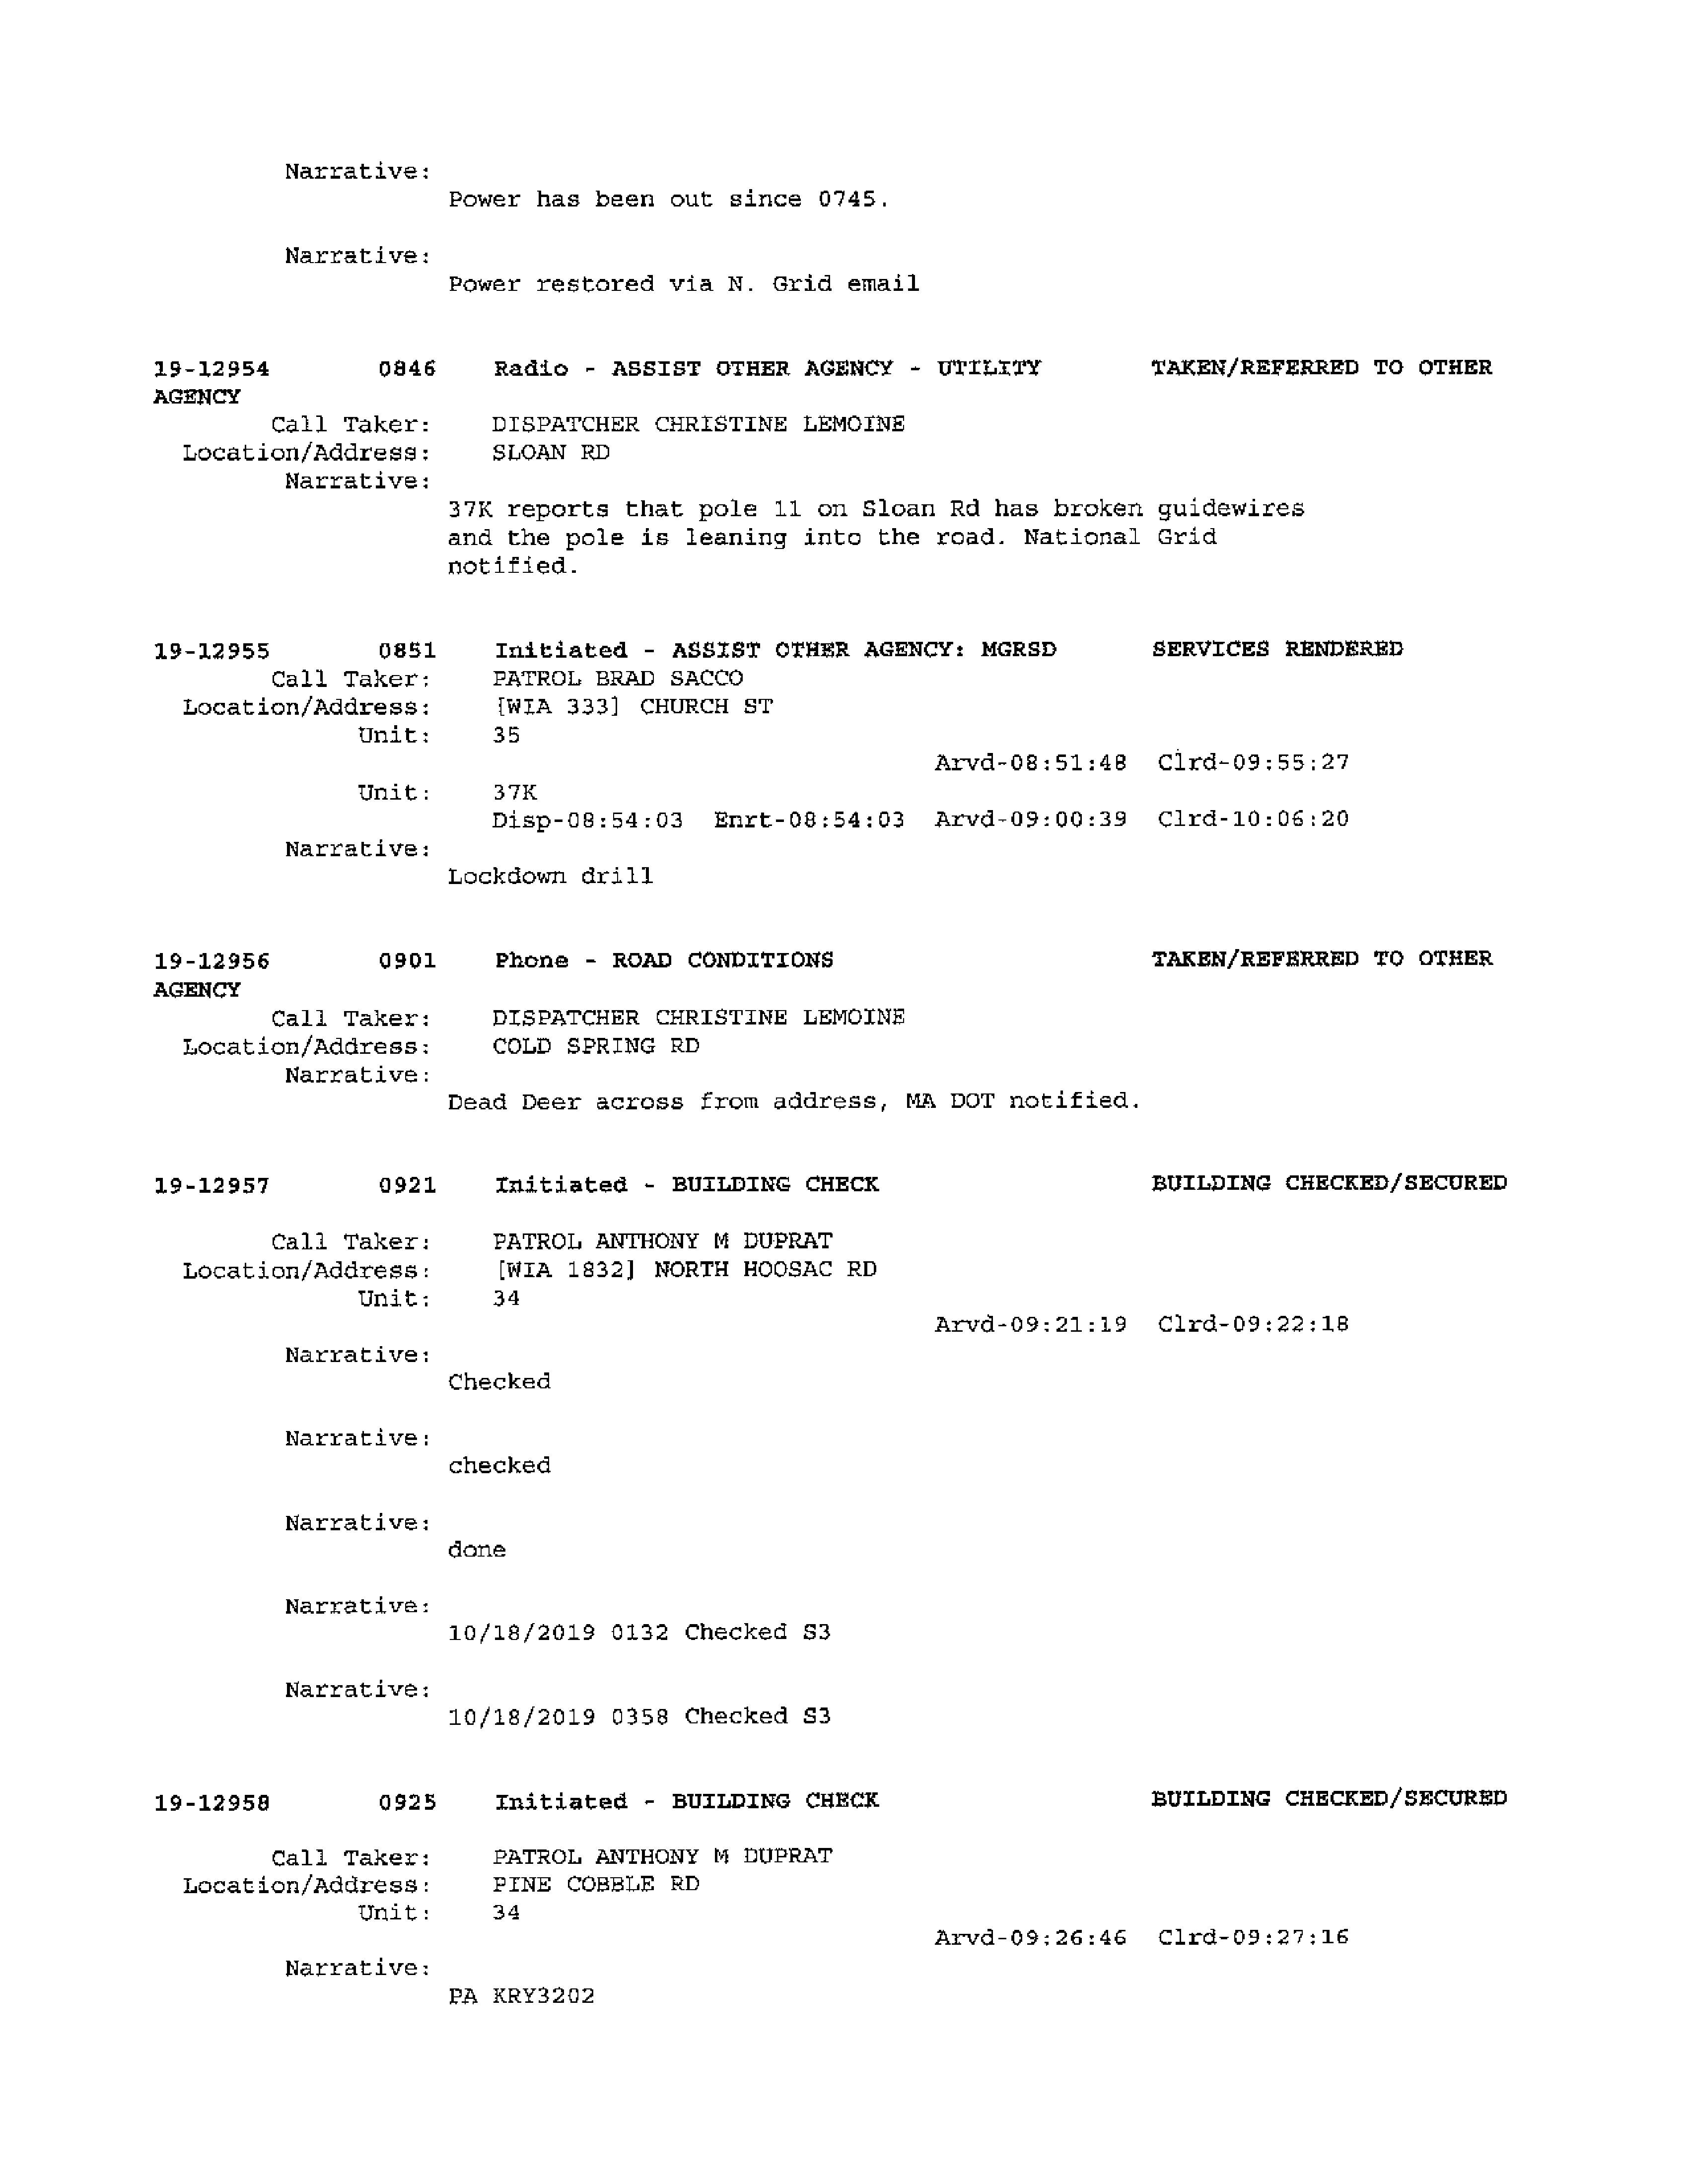 Narrative:
Power has been out since 0745.
Narrative:
Power restored via N. Grid email
19-12954 0846 Radio - ASSIST OTHER AGENCY - UTILITY TAKEN/REFERRED TO OTHER
AGENCY
Call Taker: DISPATCHER CHRISTINE LEMOINE
Location/Address: SLOAN RD
Narrative:
37K reports that pole 11 on Sloan Rd has broken guidewires
and the pole is leaning into the road. National Grid
notified.
19-12955 0851 Initiated - ASSIST OTHER AGENCY: MGRSD SERVICES RENDERED
Call Taker: PATROL BRAD SACCO
Location/Address: [WIA 333] CHURCH ST
Unit: 35
Arvd-08:51:48 Clrd-09:55:27
Unit: 37K
Disp-08:54:03 Enrt-08:54:03 Arvd-09:00:39 Clrd-10:06:20
Narrative:
Lockdown drill
19-12956 0901 Phone - ROAD CONDITIONS TAKEN/REFERRED TO OTHER
AGENCY
Call Taker: DISPATCHER CHRISTINE LEMOINE
Location/Address: COLD SPRING RD
Narrative:
Dead Deer across from address, MA DOT notified.
19-12957 0921 Initiated - BUILDING CHECK BUILDING CHECKED/SECURED
Call Taker: PATROL ANTHONY M DUPRAT
Location/Address: [WIA 1832] NORTH HOOSAC RD
Unit: 34
Arvd-09:21:19 Clrd-09:22:18
Narrative:
Checked
Narrative:
checked
Narrative:
done
Narrative:
10/18/2019 0132 Checked S3
Narrative:
10/18/2019 0358 Checked S3
19-12958 0925 Initiated - BUILDING CHECK BUILDING CHECKED/SECURED
Call Taker: PATROL ANTHONY M DUPRAT
Location/Address: PINE COBBLE RD
Unit: 34
Arvd-09:26:46 Clrd-09:27:16
Narrative:
PA KRY3202